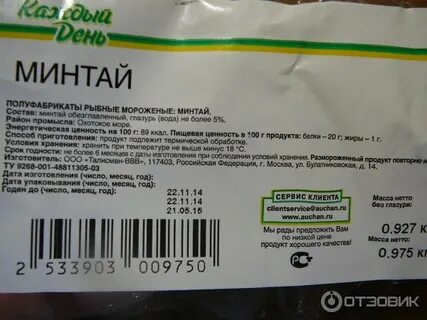 Каждый
День
МИНТАЙ
ПОЛУФАБРИКАТЫ РЫБНЫЕ МОРОЖЕНЫЕ: МИНТАЙ.
Состав: минтай обезглавленный, глазурь (вода) не более 5%.
Район промысла: Охотское море.
Энергетическая ценность на 100 г: 89 ккал. Пищевая ценность в 100 г продукта: белки – 20 г; жиры – 1 г.
Способ приготовления: продукт подлежит термической обработке.
Условия хранения: хранить при температуре не выше минус 18 °C.
Срок годности: не более 6 месяцев с даты изготовления при соблюдении условий хранения. Размороженный продукт повторно
Изготовитель: ООО «Талисман-ВВВ», 117403, Российская Федерация, г. Москва, ул. Булатниковская, д. 14.
ТУ 9268-001-48811305-03
Дата изготовления (число, месяц, год)
Дата упаковывания (число, месяц, год) 22.11.14
Годен до (число, месяц, год) 22.11.14
21.05.15
СЕРВИС КЛИЕНТА
clientservice@auchan.ru
www.auchan.ru
Мы рады предложить Вам
по низкой цене
продукт хорошего качества!
Масса нетто
без глазури:
0.927 кг
Масса нетто:
0.975 кг
2 533903 009750
ОТЗОВИК